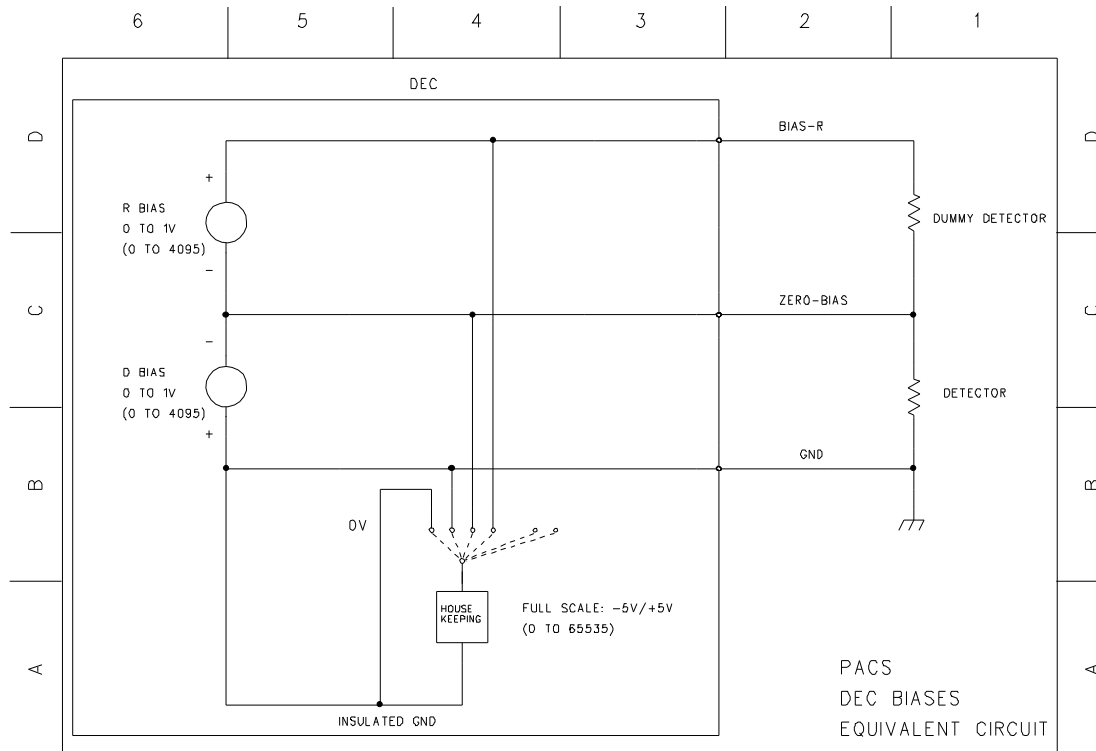 6 5 4 3 2 1
DEC
D
D
BIAS-R
+
R BIAS
0 TO 1V
(0 TO 4095)
DUMMY DETECTOR
-
C
C
ZERO-BIAS
-
D BIAS
0 TO 1V
(0 TO 4095)
DETECTOR
+
GND
B
B
0V
HOUSE
KEEPING
FULL SCALE: -5V/+5V
(0 TO 65535)
A
A
INSULATED GND
PACS
DEC BIASES
EQUIVALENT CIRCUIT